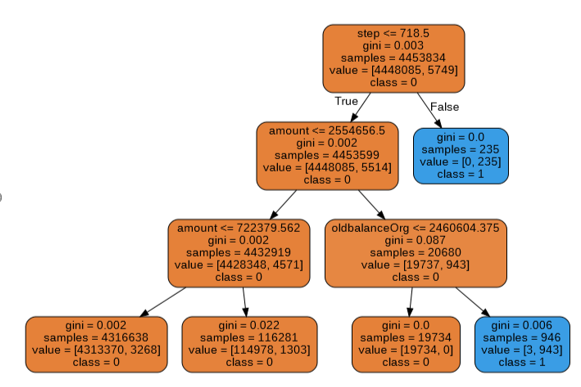 step <= 718.5
gini = 0.003
samples = 4453834
value = [4448085, 5749]
class = 0
True
False
amount <= 2554656.5
gini = 0.002
samples = 4453599
value = [4448085, 5514]
class = 0
gini = 0.0
samples = 235
value = [0, 235]
class = 1
amount <= 722379.562
gini = 0.002
samples = 4432919
value = [4428348, 4571]
class = 0
oldbalanceOrg <= 2460604.375
gini = 0.087
samples = 20680
value = [19737, 943]
class = 0
gini = 0.002
samples = 4316638
value = [4313370, 3268]
class = 0
gini = 0.022
samples = 116281
value = [114978, 1303]
class = 0
gini = 0.0
samples = 19734
value = [19734, 0]
class = 0
gini = 0.006
samples = 946
value = [3, 943]
class = 1